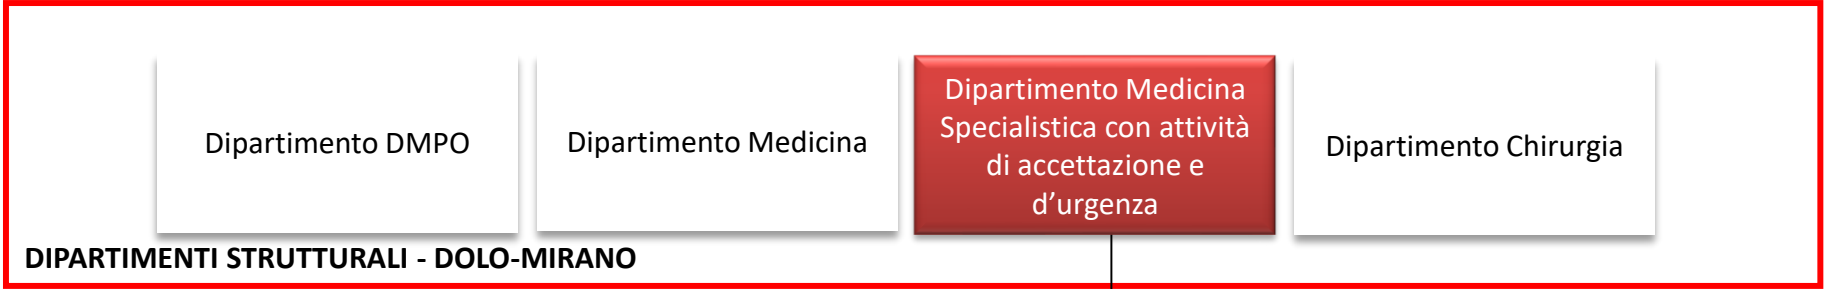 Dipartimento DMPO
Dipartimento Medicina
Dipartimento Medicina
Specialistica con attività
di accettazione e
d’urgenza
Dipartimento Chirurgia
DIPARTIMENTI STRUTTURALI - DOLO-MIRANO